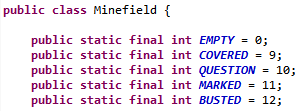 public class Minefield {
public static final int EMPTY = 0;
public static final int COVERED = 9;
public static final int QUESTION = 10;
public static final int MARKED = 11;
public static final int BUSTED = 12;